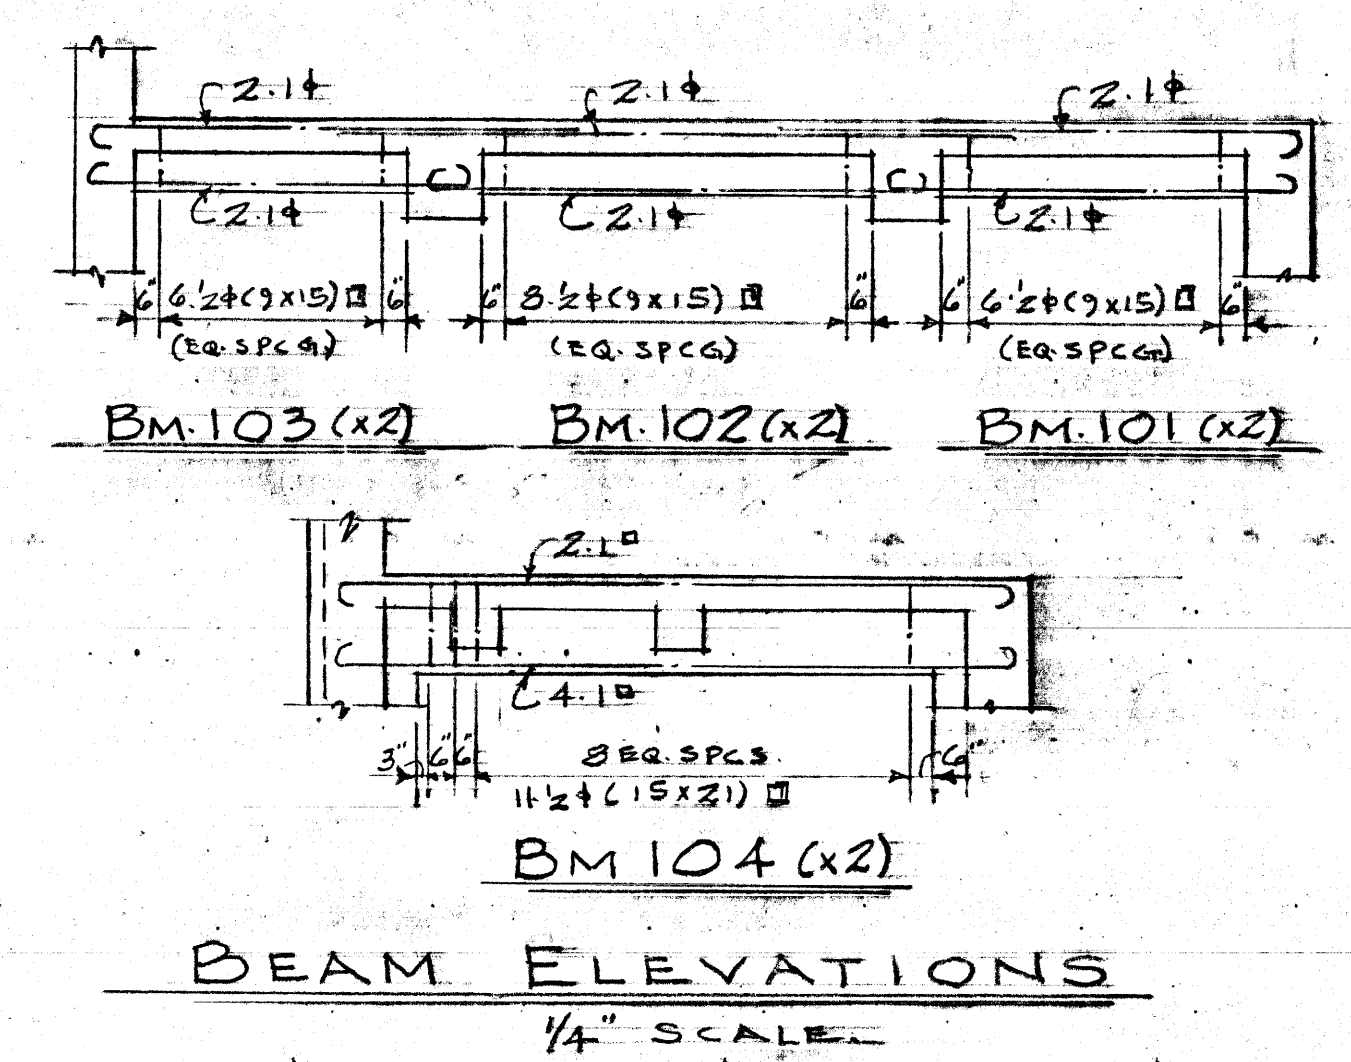 2.1ϕ 2.1ϕ 2.1ϕ
2.1ϕ 2.1ϕ 2.1ϕ
6" 6.½ϕ(9x15) □ 6" 6" 8.½ϕ(9x15) □ 6" 6" 6.½ϕ(9x15) □ 6"
(EQ. SPCG.) (EQ. SPCG) (EQ. SPCG.)
BM.103 (x2) BM.102 (x2) BM.101 (x2)
2.1□
4.1□
3" 6" 6" 8 EQ. SPCS. 6"
11.½ϕ (15x21) □
BM 104 (x2)
BEAM ELEVATIONS
1/4" SCALE.